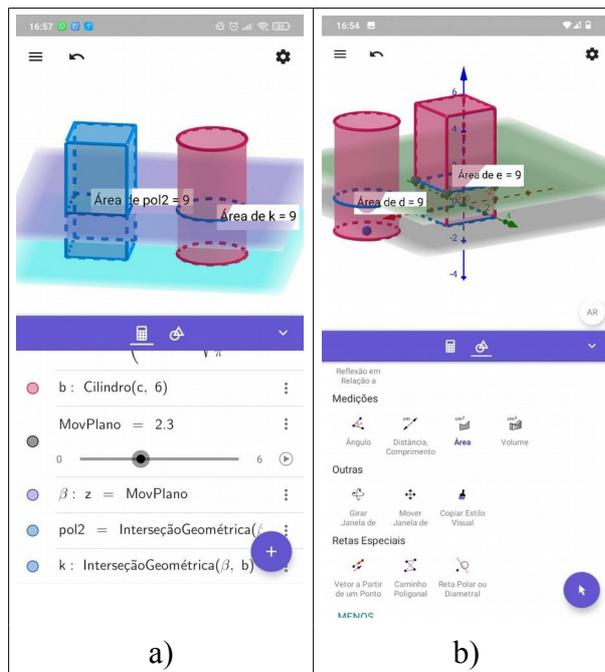 16:57
Área de pol2 = 9
Área de k = 9
π
b : Cilindro(c, 6)
MovPlano = 2.3
0
6
β : z = MovPlano
pol2 = InterseçãoGeométrica(
k : InterseçãoGeométrica(β, b)
a)
16:54
6
4
Área de e = 9
Área de d = 9
4
-2
-4
AR
Reflexão em
Relação a
Medições
Ângulo
Distância,
Comprimento
Área
Volume
Outras
Girar
Janela de
Mover
Janela de
Copiar Estilo
Visual
Retas Especiais
Vetor a Partir
de um Ponto
Caminho
Poligonal
Reta Polar ou
Diametral
MENOS
b)